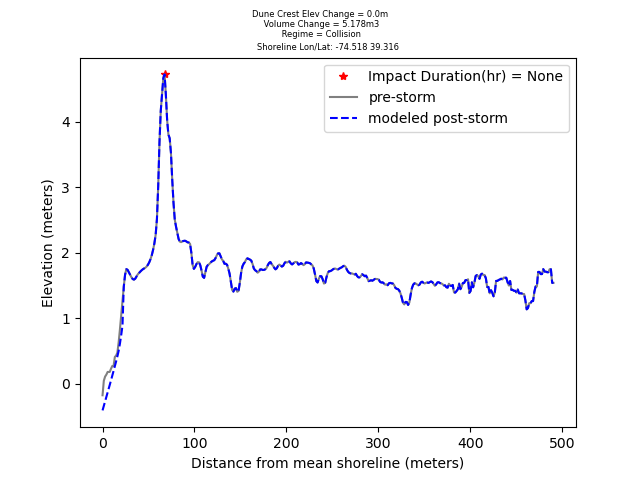 Dune Crest Elev Change = 0.0m
Volume Change = 5.178m3
Regime = Collision
Shoreline Lon/Lat: -74.518 39.316
Impact Duration(hr) = None
pre-storm
modeled post-storm
Elevation (meters)
4
3
2
1
0
0 100 200 300 400 500
Distance from mean shoreline (meters)